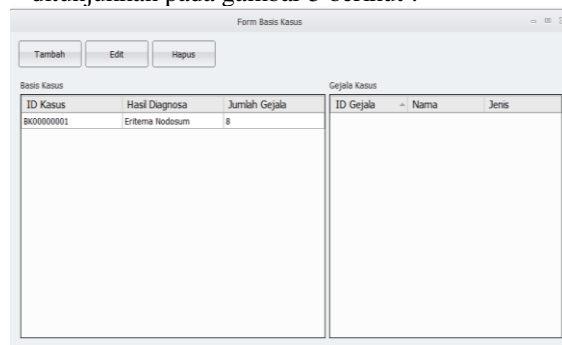 ditunjukkan pada gambar 5 berikut :
Form Basis Kasus
Tambah Edit Hapus
Basis Kasus Gejala Kasus
ID Kasus Hasil Diagnosa Jumlah Gejala ID Gejala Nama Jenis
BK00000001 Eritema Nodosum 8